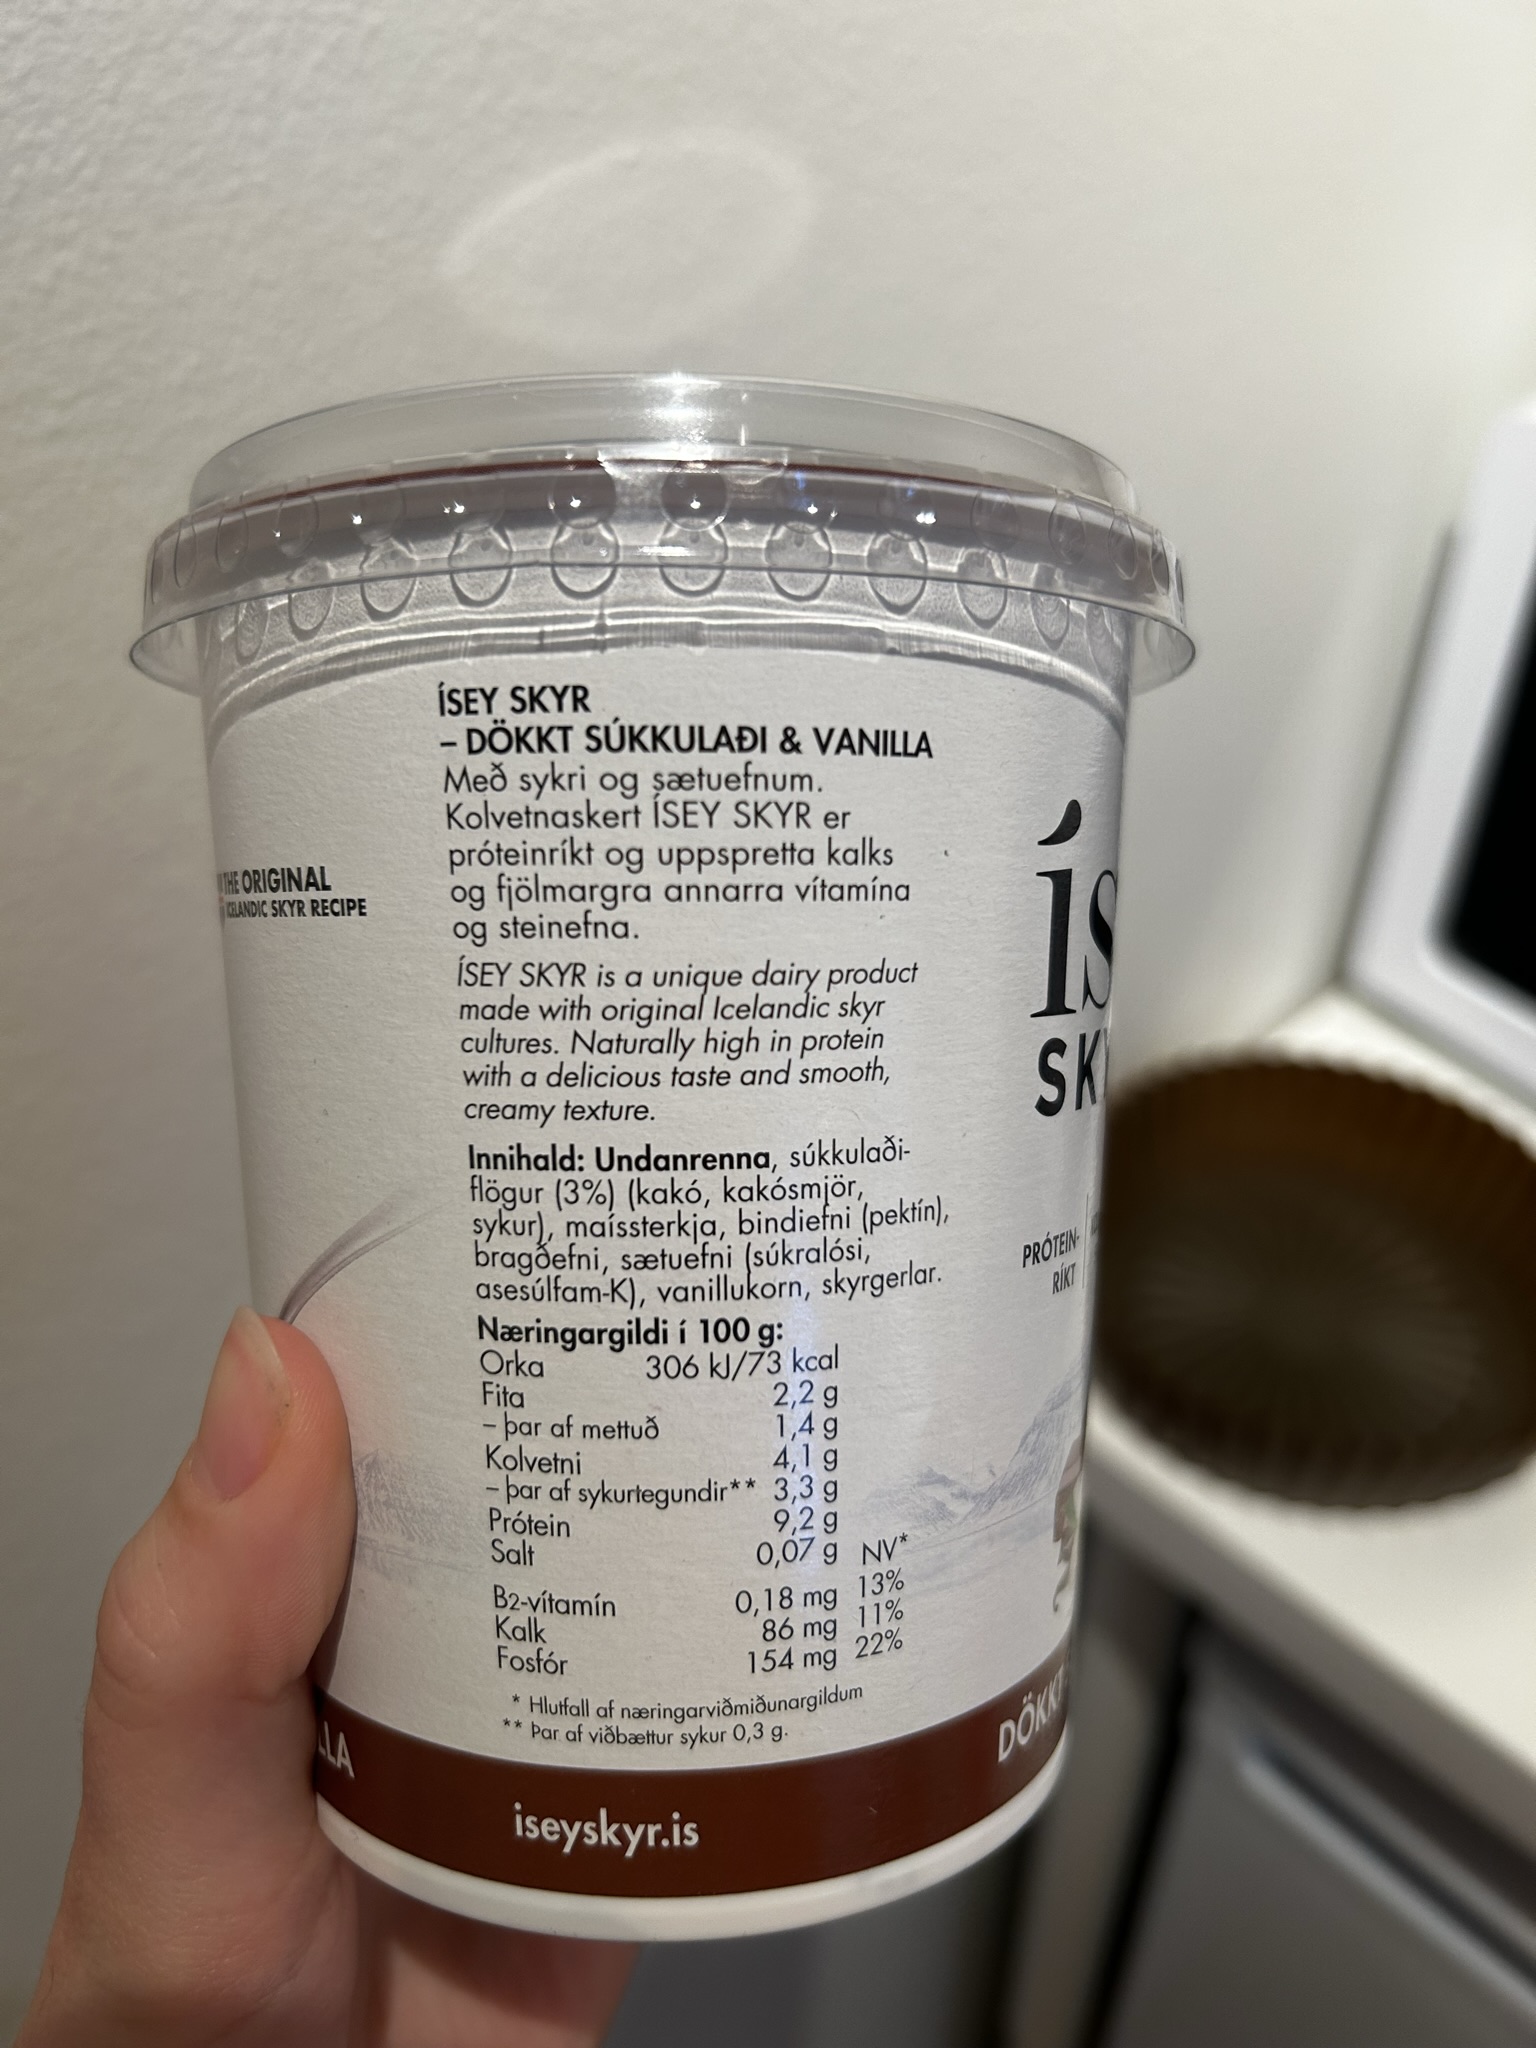 ÍSEY SKYR
– DÖKKT SÚKKULAÐI & VANILLA
Með sykri og sætuefnum.
Kolvetnaskert ÍSEY SKYR er
próteinríkt og uppspretta kalks
og fjölmargra annarra vítamína
og steinefna.
ÍSEY SKYR is a unique dairy product
made with original Icelandic skyr
cultures. Naturally high in protein
with a delicious taste and smooth,
creamy texture.
Innihald: Undanrenna, súkkulaði-
flögur (3%) (kakó, kakósmjör,
sykur), maíssterkja, bindiefni (pektín),
bragðefni, sætuefni (súkralósi,
asesúlfam-K), vanillukorn, skyrgerlar.
Næringargildi í 100 g:
Orka 306 kJ/73 kcal
Fita 2,2 g
– þar af mettuð 1,4 g
Kolvetni 4,1 g
– þar af sykurtegundir** 3,3 g
Prótein 9,2 g
Salt 0,07 g NV*
B2-vítamín 0,18 mg 13%
Kalk 86 mg 11%
Fosfór 154 mg 22%
* Hlutfall af næringarviðmiðunargildum
** Þar af viðbættur sykur 0,3 g.
iseyskyr.is
THE ORIGINAL
ICELANDIC SKYR RECIPE
LLA
ís
SK
PRÓTEIN-
RÍKT
DÖKKT